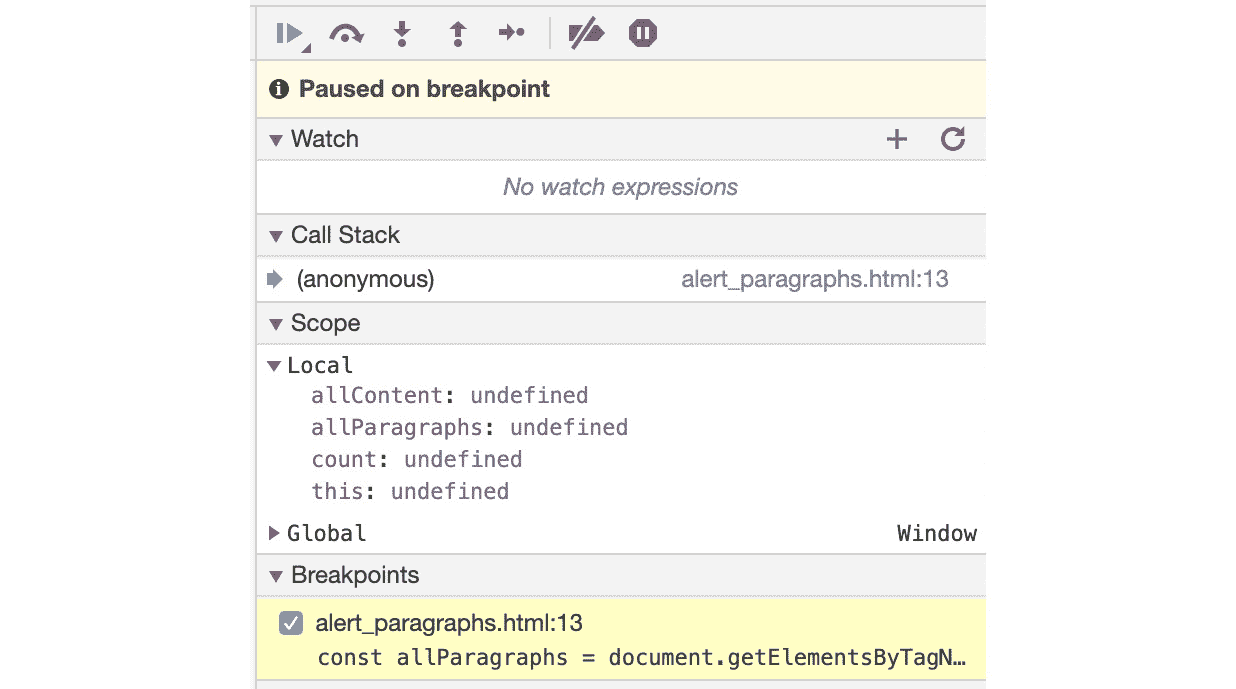 Paused on breakpoint
Watch
No watch expressions
Call Stack
(anonymous) alert_paragraphs.html:13
Scope
Local
allContent: undefined
allParagraphs: undefined
count: undefined
this: undefined
Global Window
Breakpoints
alert_paragraphs.html:13
const allParagraphs = document.getElementsByTagN…